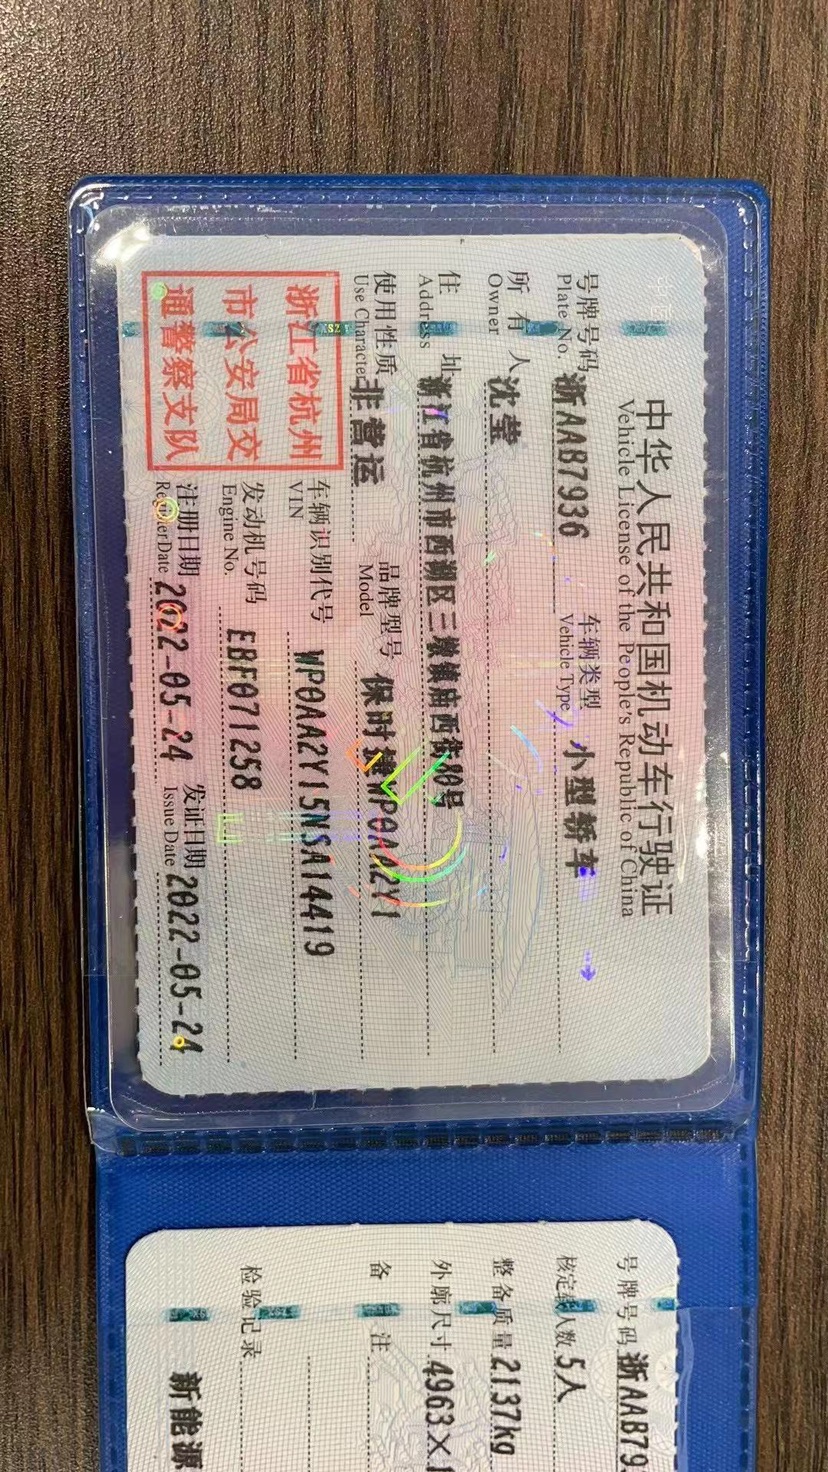 中华人民共和国机动车行驶证
Vehicle License of the People's Republic of China
号牌号码 浙AAB7936 车辆类型 小型轿车
Plate No. Vehicle Type
所有人 沈莹
Owner
住址 浙江省杭州市西湖区三墩镇庙西街80号
Address
使用性质 非营运 品牌型号 保时捷WP0AA2Y1
Use Character Model
浙江省杭州
市公安局交
通警察支队
车辆识别代号 WP0AA2Y15NSA14419
VIN
发动机号码 EBF071258
Engine No.
注册日期 2022-05-24 发证日期 2022-05-24
Register Date Issue Date
号牌号码 浙AAB79
核定载人数 5人
整备质量 2137kg
外廓尺寸 4963×1
备注
检验记录
新能源